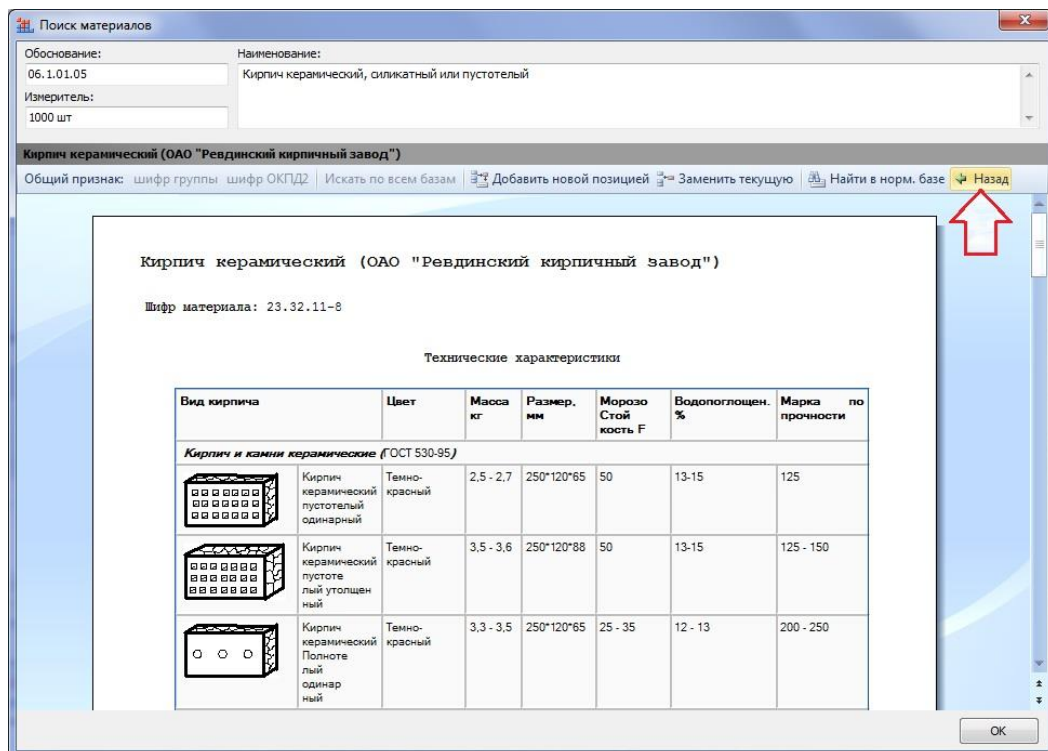 Поиск материалов
Обоснование: Наименование:
06.1.01.05 Кирпич керамический, силикатный или пустотелый
Измеритель:
1000 шт
Кирпич керамический (ОАО "Ревдинский кирпичный завод")
Общий признак: шифр группы шифр ОКПД2 Искать по всем базам Добавить новой позицией Заменить текущую Найти в норм. базе Назад
Кирпич керамический (ОАО "Ревдинский кирпичный завод")
Шифр материала: 23.32.11-8
Технические характеристики
Вид кирпича Цвет Масса Размер, Морозо Водопоглощен. Марка по
кг мм Стой % прочности
кость F
Кирпич и камни керамические (ГОСТ 530-95)
Кирпич Темно- 2,5 - 2,7 250*120*65 50 13-15 125
керамический красный
пустотелый
одинарный
Кирпич Темно- 3,5 - 3,6 250*120*88 50 13-15 125 - 150
керамический красный
пустоте
лый утолщен
ный
Кирпич Темно- 3,3 - 3,5 250*120*65 25 - 35 12 - 13 200 - 250
керамический красный
Полноте
лый
одинар
ный
OK